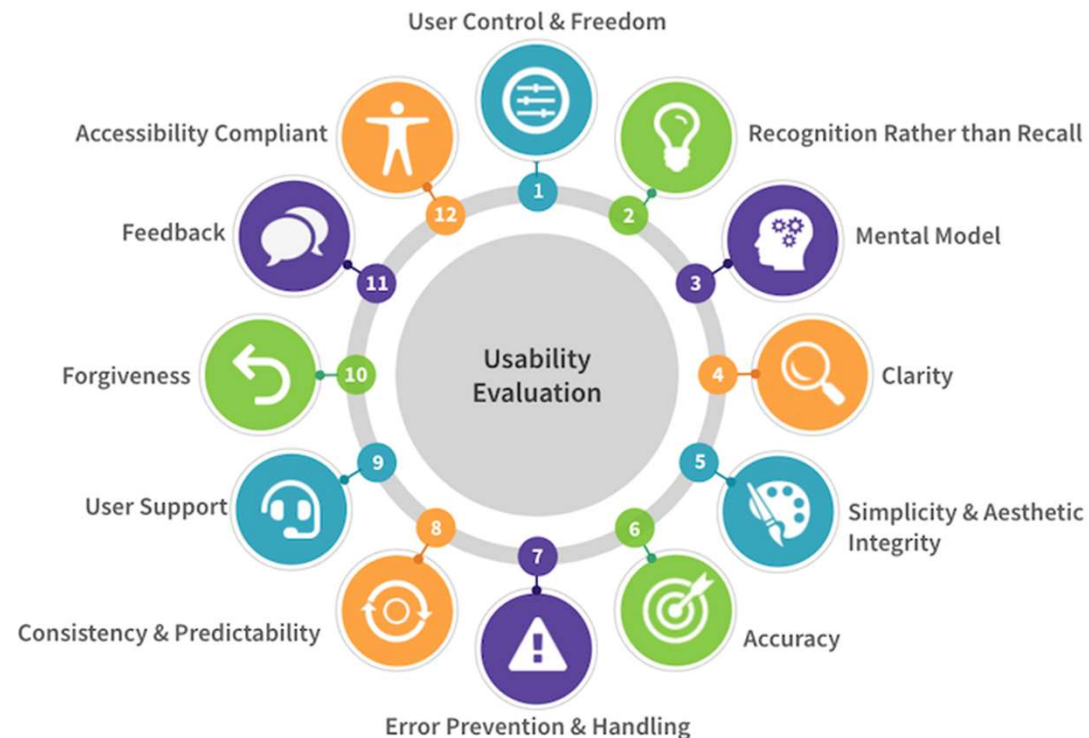 User Control & Freedom
1
Recognition Rather than Recall
2
Mental Model
3
Clarity
4
Simplicity & Aesthetic
Integrity
5
Accuracy
6
Error Prevention & Handling
7
Consistency & Predictability
8
User Support
9
Forgiveness
10
Feedback
11
Accessibility Compliant
12
Usability
Evaluation